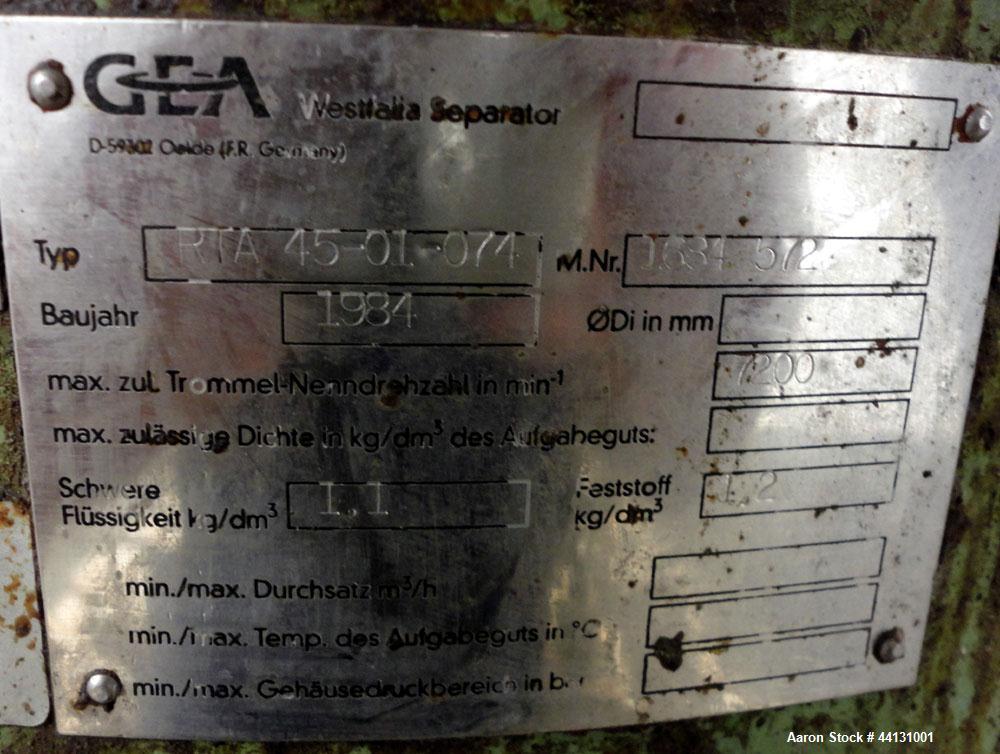 GEA Westfalia Separator
D-59302 Oelde (F.R. Germany)
Typ RTA 45-01-074 M.Nr. 1684 572
Baujahr 1984 ØDi in mm
max. zul. Trommel-Nenndrehzahl in min⁻¹ 7200
max. zulässige Dichte in kg/dm³ des Aufgabeguts:
Schwere Flüssigkeit kg/dm³ 1.1 Feststoff kg/dm³ 1.2
min./max. Durchsatz m³/h
min./max. Temp. des Aufgabeguts in °C
min./max. Gehäusedruckbereich in bar
Aaron Stock # 44131001